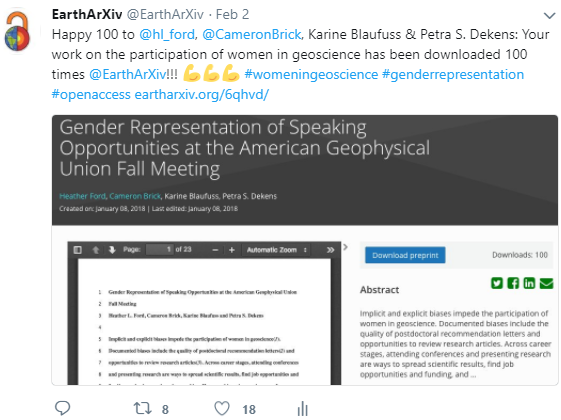 EarthArXiv @EarthArXiv · Feb 2
Happy 100 to @hl_ford, @CameronBrick, Karine Blaufuss & Petra S. Dekens: Your
work on the participation of women in geoscience has been downloaded 100
times @EarthArXiv!!! 💪💪💪 #womeningeoscience #genderrepresentation
#openaccess eartharxiv.org/6qhvd/
Gender Representation of Speaking
Opportunities at the American Geophysical
Union Fall Meeting
Heather Ford, Cameron Brick, Karine Blaufuss, Petra S. Dekens
Created on: January 08, 2018 | Last edited: January 08, 2018
Page: 1 of 23 − + Automatic Zoom
Download preprint Downloads: 100
1 Gender Representation of Speaking Opportunities at the American Geophysical Union
2 Fall Meeting
3 Heather L. Ford, Cameron Brick, Karine Blaufuss and Petra S. Dekens
4
5 Implicit and explicit biases impede the participation of women in geoscience(1).
6 Documented biases include the quality of postdoctoral recommendation letters(2) and
7 opportunities to review research articles(3). Across career stages, attending conferences
8 and presenting research are ways to spread scientific results, find job opportunities and
Abstract
Implicit and explicit biases impede the participation of
women in geoscience. Documented biases include the
quality of postdoctoral recommendation letters and
opportunities to review research articles. Across career
stages, attending conferences and presenting research
are ways to spread scientific results, find job
opportunities and funding, and ...
8 18